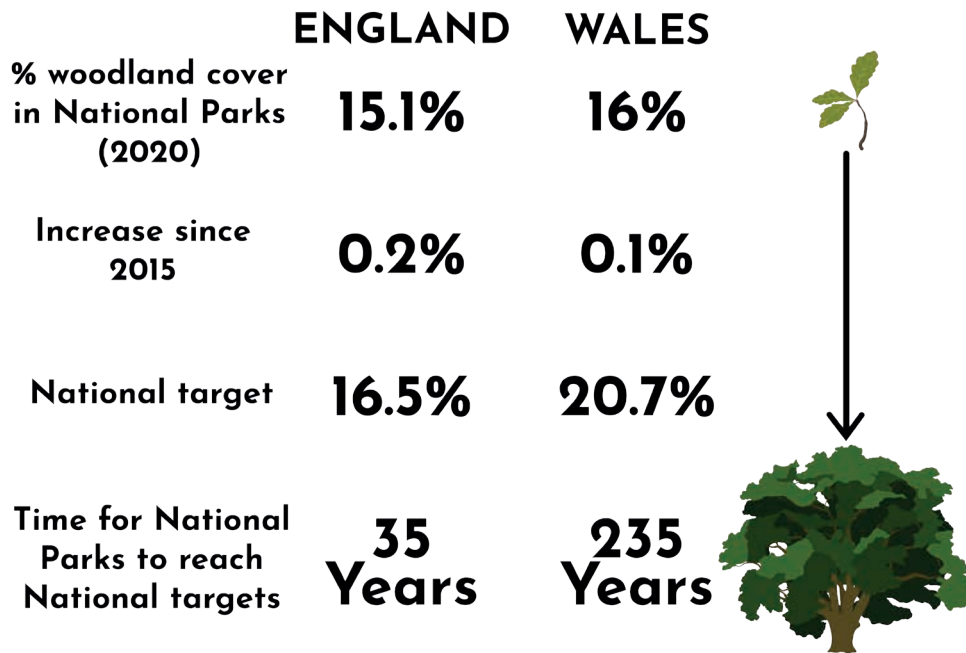 ENGLAND WALES
% woodland cover
in National Parks
(2020)
15.1% 16%
Increase since
2015
0.2% 0.1%
National target 16.5% 20.7%
Time for National
Parks to reach
National targets
35
Years
235
Years